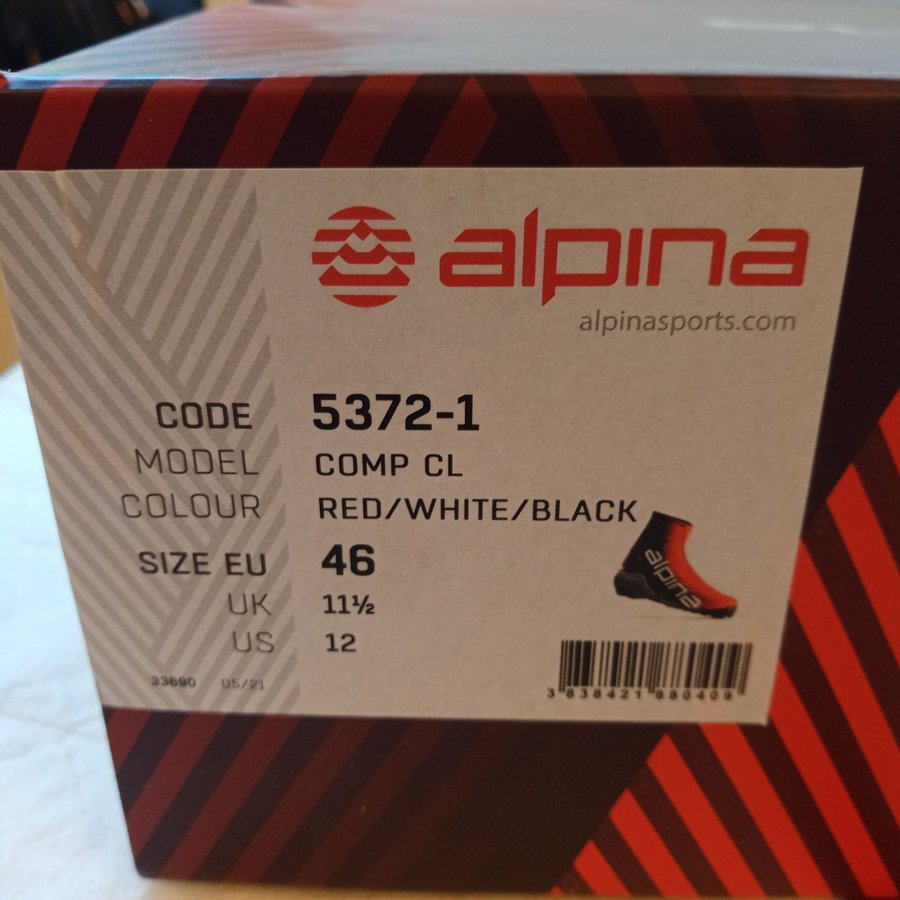 alpina
alpinasports.com
CODE 5372-1
MODEL COMP CL
COLOUR RED/WHITE/BLACK
SIZE EU 46
UK 11½
US 12
alpina
33690 05/21
3 838421 880409